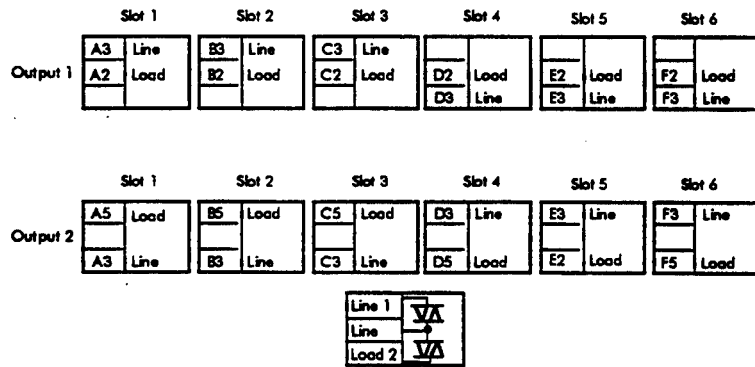 Slot 1 Slot 2 Slot 3 Slot 4 Slot 5 Slot 6
A3 Line B3 Line C3 Line
Output 1 A2 Load B2 Load C2 Load D2 Load E2 Load F2 Load
D3 Line E3 Line F3 Line
Slot 1 Slot 2 Slot 3 Slot 4 Slot 5 Slot 6
A5 Load B5 Load C5 Load D3 Line E3 Line F3 Line
Output 2
A3 Line B3 Line C3 Line D5 Load E2 Load F5 Load
Line 1
Line
Load 2